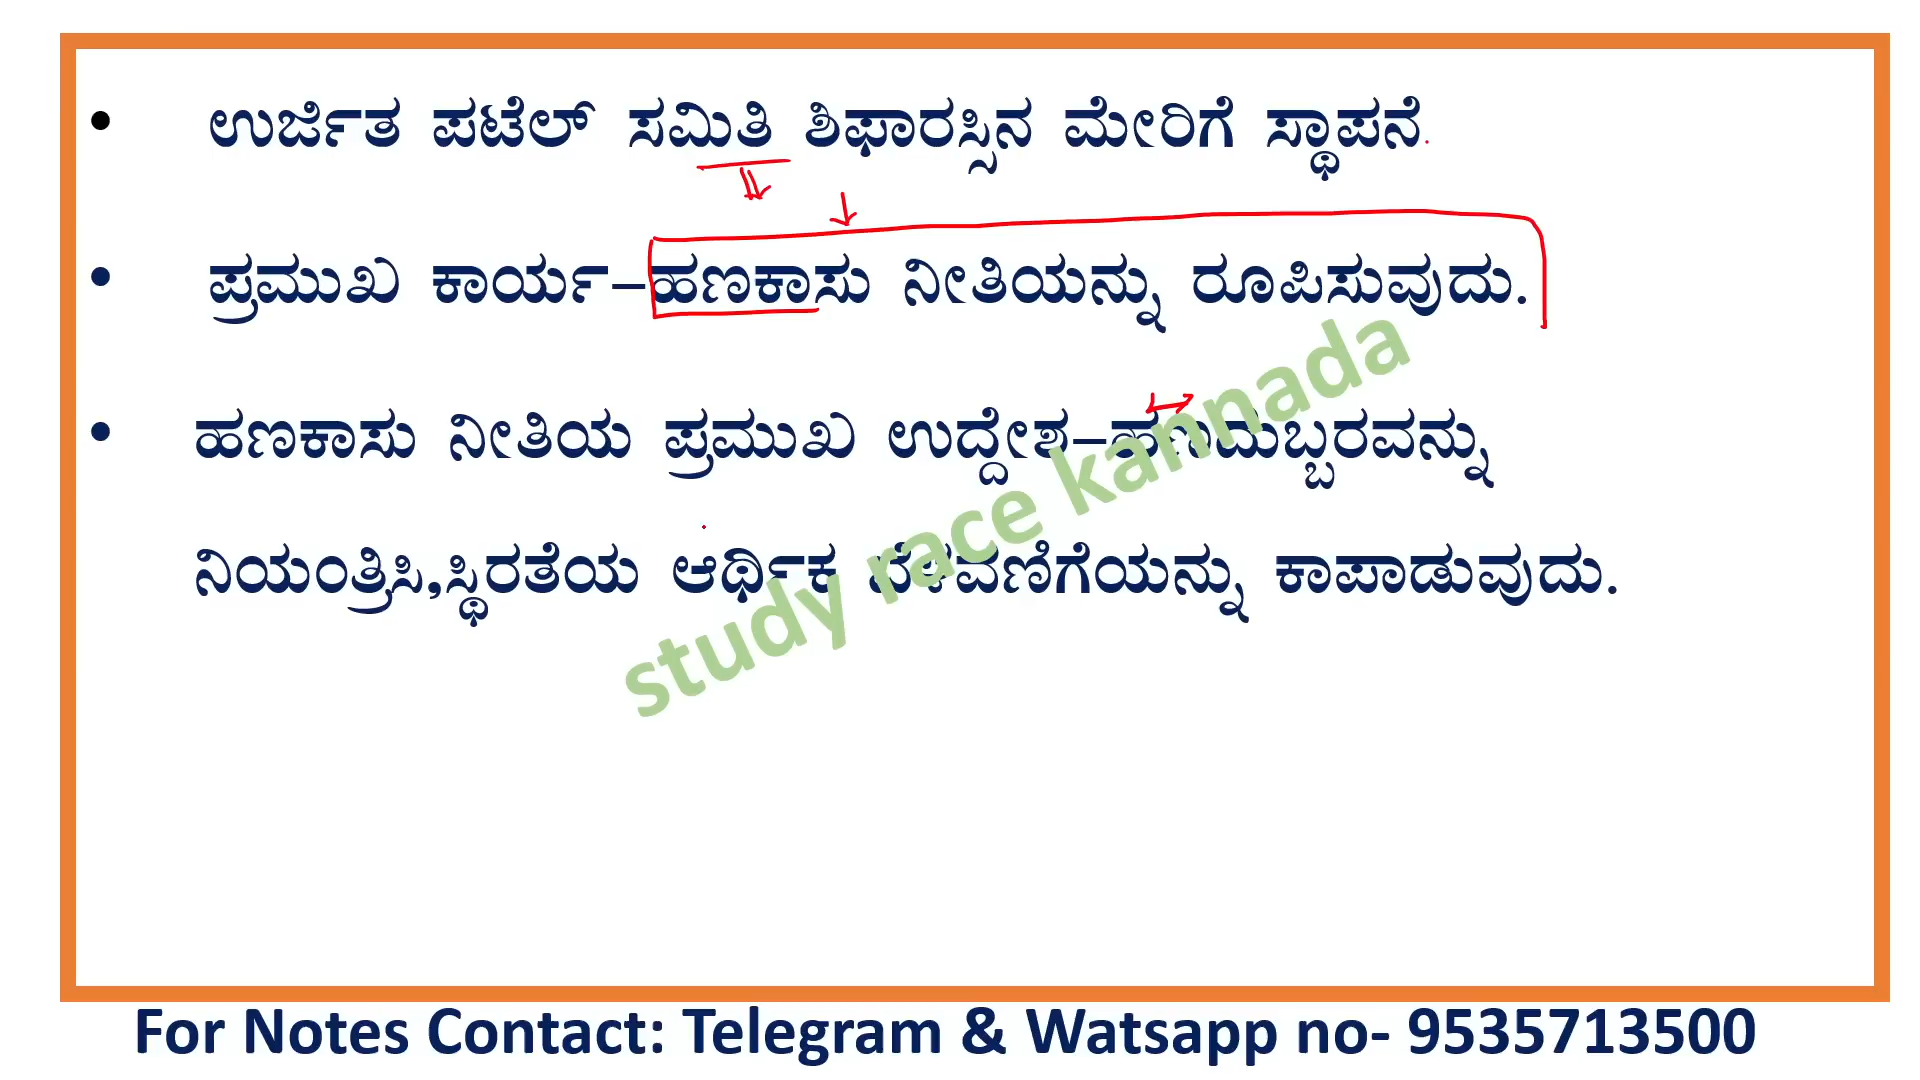 • ಉರ್ಜಿತ ಪಟೆಲ್ ಸಮಿತಿ ಶಿಫಾರಸ್ಸಿನ ಮೇರಿಗೆ ಸ್ಥಾಪನೆ.
• ಪ್ರಮುಖ ಕಾರ್ಯ–ಹಣಕಾಸು ನೀತಿಯನ್ನು ರೂಪಿಸುವುದು.
• ಹಣಕಾಸು ನೀತಿಯ ಪ್ರಮುಖ ಉದ್ದೇಶ–ಹಣದುಬ್ಬರವನ್ನು
ನಿಯಂತ್ರಿಸಿ,ಸ್ಥಿರತೆಯ ಆರ್ಥಿಕ ಬೆಳವಣಿಗೆಯನ್ನು ಕಾಪಾಡುವುದು.
study race kannada
For Notes Contact: Telegram & Watsapp no- 9535713500